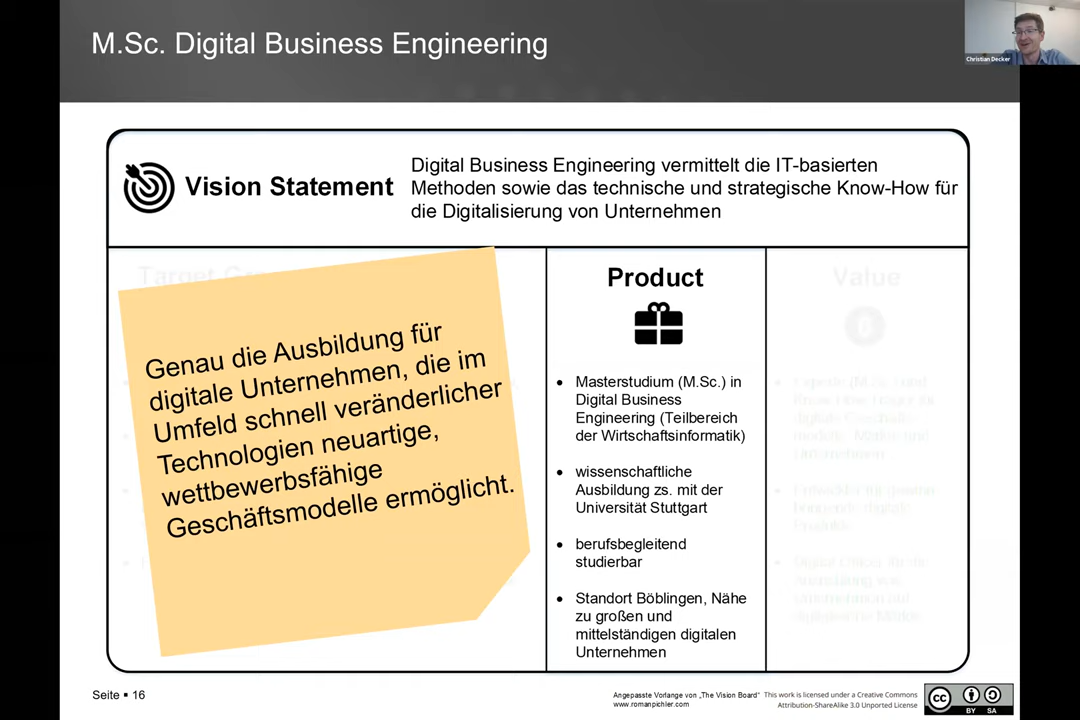 M.Sc. Digital Business Engineering
Christian Decker
Vision Statement
Digital Business Engineering vermittelt die IT-basierten
Methoden sowie das technische und strategische Know-How für
die Digitalisierung von Unternehmen
Target
Genau die Ausbildung für
digitale Unternehmen, die im
Umfeld schnell veränderlicher
Technologien neuartige,
wettbewerbsfähige
Geschäftsmodelle ermöglicht.
Product
• Masterstudium (M.Sc.) in
Digital Business
Engineering (Teilbereich
der Wirtschaftsinformatik)
• wissenschaftliche
Ausbildung zs. mit der
Universität Stuttgart
• berufsbegleitend
studierbar
• Standort Böblingen, Nähe
zu großen und
mittelständigen digitalen
Unternehmen
Value
Seite ▪ 16
Angepasste Vorlage von „The Vision Board“
www.romanpichler.com
This work is licensed under a Creative Commons
Attribution-ShareAlike 3.0 Unported License
cc
BY SA